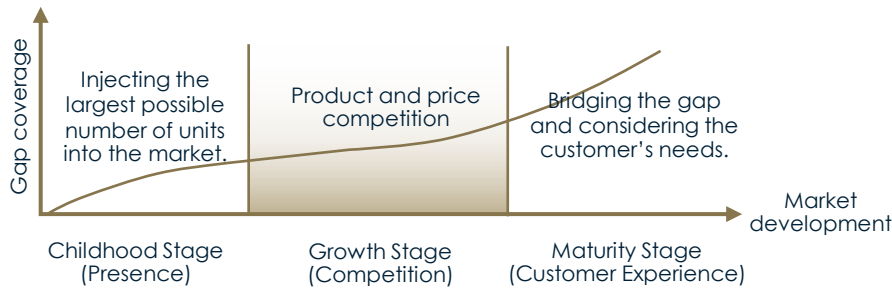 Gap coverage
Injecting the
largest possible
number of units
into the market.
Product and price
competition
Bridging the gap
and considering the
customer's needs.
Market
development
Childhood Stage
(Presence)
Growth Stage
(Competition)
Maturity Stage
(Customer Experience)